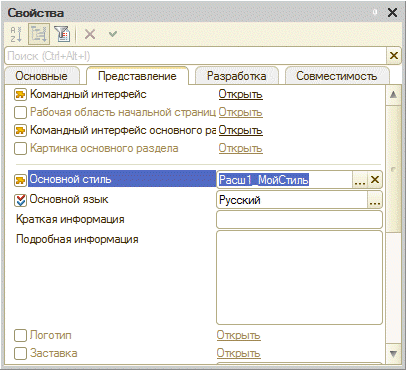 Свойства
Поиск (Ctrl+Alt+I)
Основные Представление Разработка Совместимость
Командный интерфейс Открыть
Рабочая область начальной страниц Открыть
Командный интерфейс основного ра Открыть
Картинка основного раздела Открыть
Основной стиль Расш1_МойСтиль ...
Основной язык Русский ...
Краткая информация
Подробная информация
Логотип Открыть
Заставка Открыть